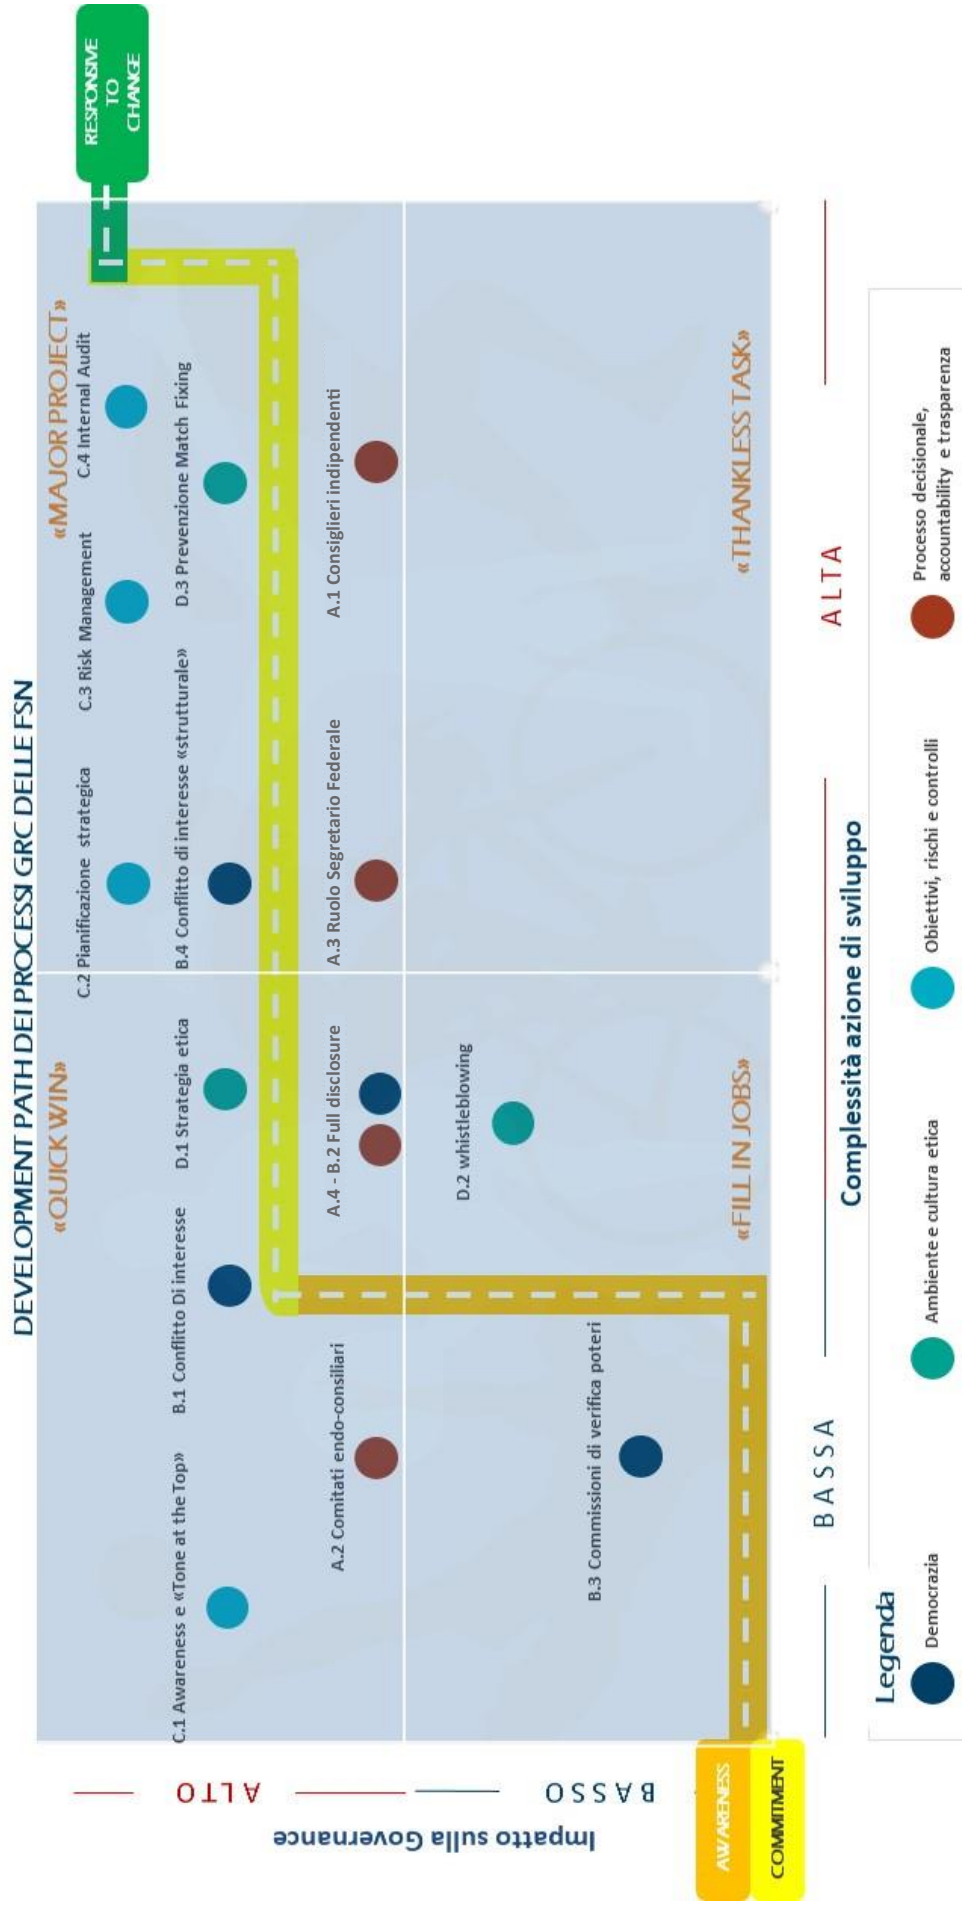 DEVELOPMENT PATH DEI PROCESSI GRC DELLE FSN
RESPONSIVE
TO
CHANGE
«QUICK WIN»
«MAJOR PROJECT»
C.2 Pianificazione strategica
C.3 Risk Management
C.4 Internal Audit
C.1 Awareness e «Tone at the Top»
B.1 Conflitto Di interesse
D.1 Strategia etica
B.4 Conflitto di interesse «strutturale»
D.3 Prevenzione Match Fixing
A.2 Comitati endo-consiliari
A.4 - B.2 Full disclosure
A.3 Ruolo Segretario Federale
A.1 Consiglieri indipendenti
D.2 whistleblowing
B.3 Commissioni di verifica poteri
«FILL IN JOBS»
«THANKLESS TASK»
Impatto sulla Governance
ALTO
BASSO
AWARENESS
COMMITMENT
BASSA
ALTA
Complessità azione di sviluppo
Legenda
Democrazia
Ambiente e cultura etica
Obiettivi, rischi e controlli
Processo decisionale,
accountability e trasparenza